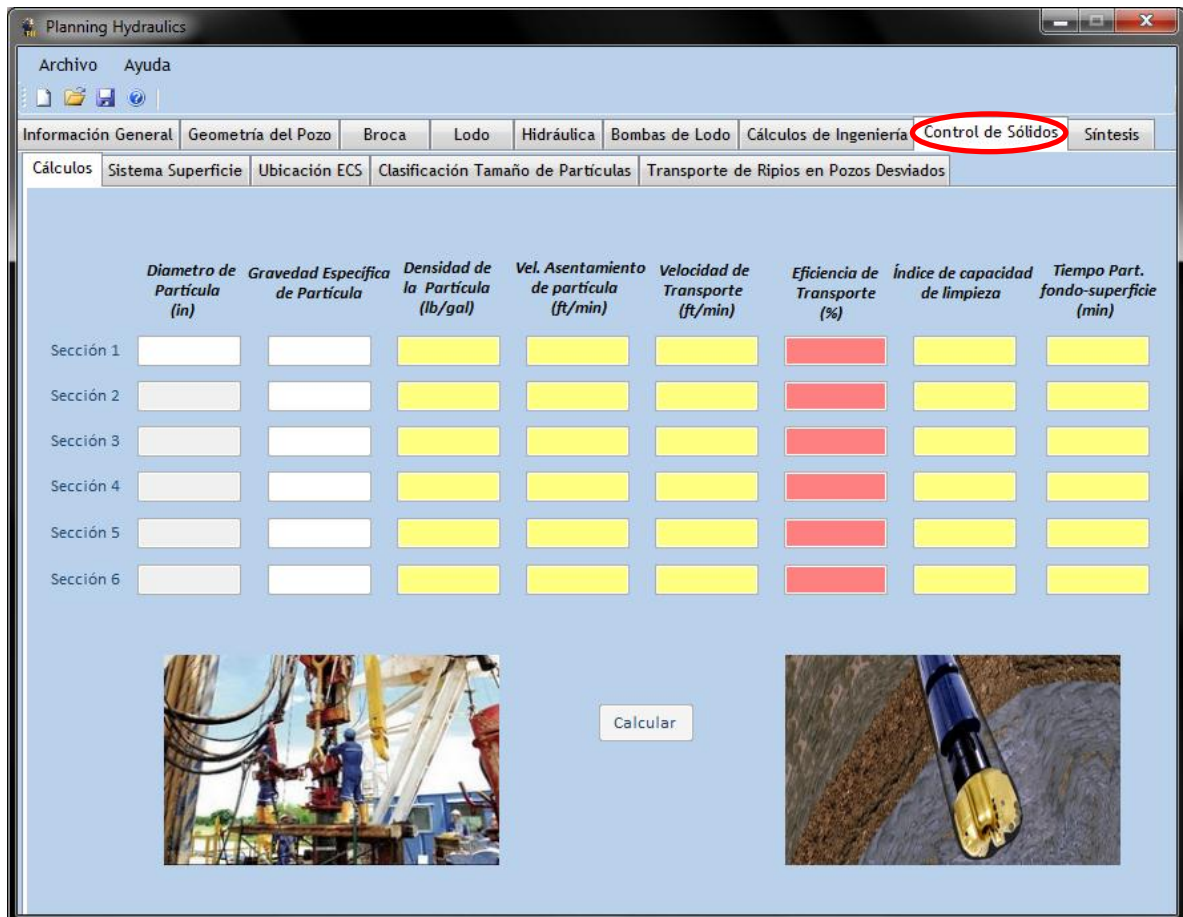 Planning Hydraulics
Archivo Ayuda
Información General Geometría del Pozo Broca Lodo Hidráulica Bombas de Lodo Cálculos de Ingeniería Control de Sólidos Síntesis
Cálculos Sistema Superficie Ubicación ECS Clasificación Tamaño de Partículas Transporte de Ripios en Pozos Desviados
Diametro de Partícula (in)
Gravedad Específica de Partícula
Densidad de la Partícula (lb/gal)
Vel. Asentamiento de partícula (ft/min)
Velocidad de Transporte (ft/min)
Eficiencia de Transporte (%)
Índice de capacidad de limpieza
Tiempo Part. fondo-superficie (min)
Sección 1
Sección 2
Sección 3
Sección 4
Sección 5
Sección 6
Calcular